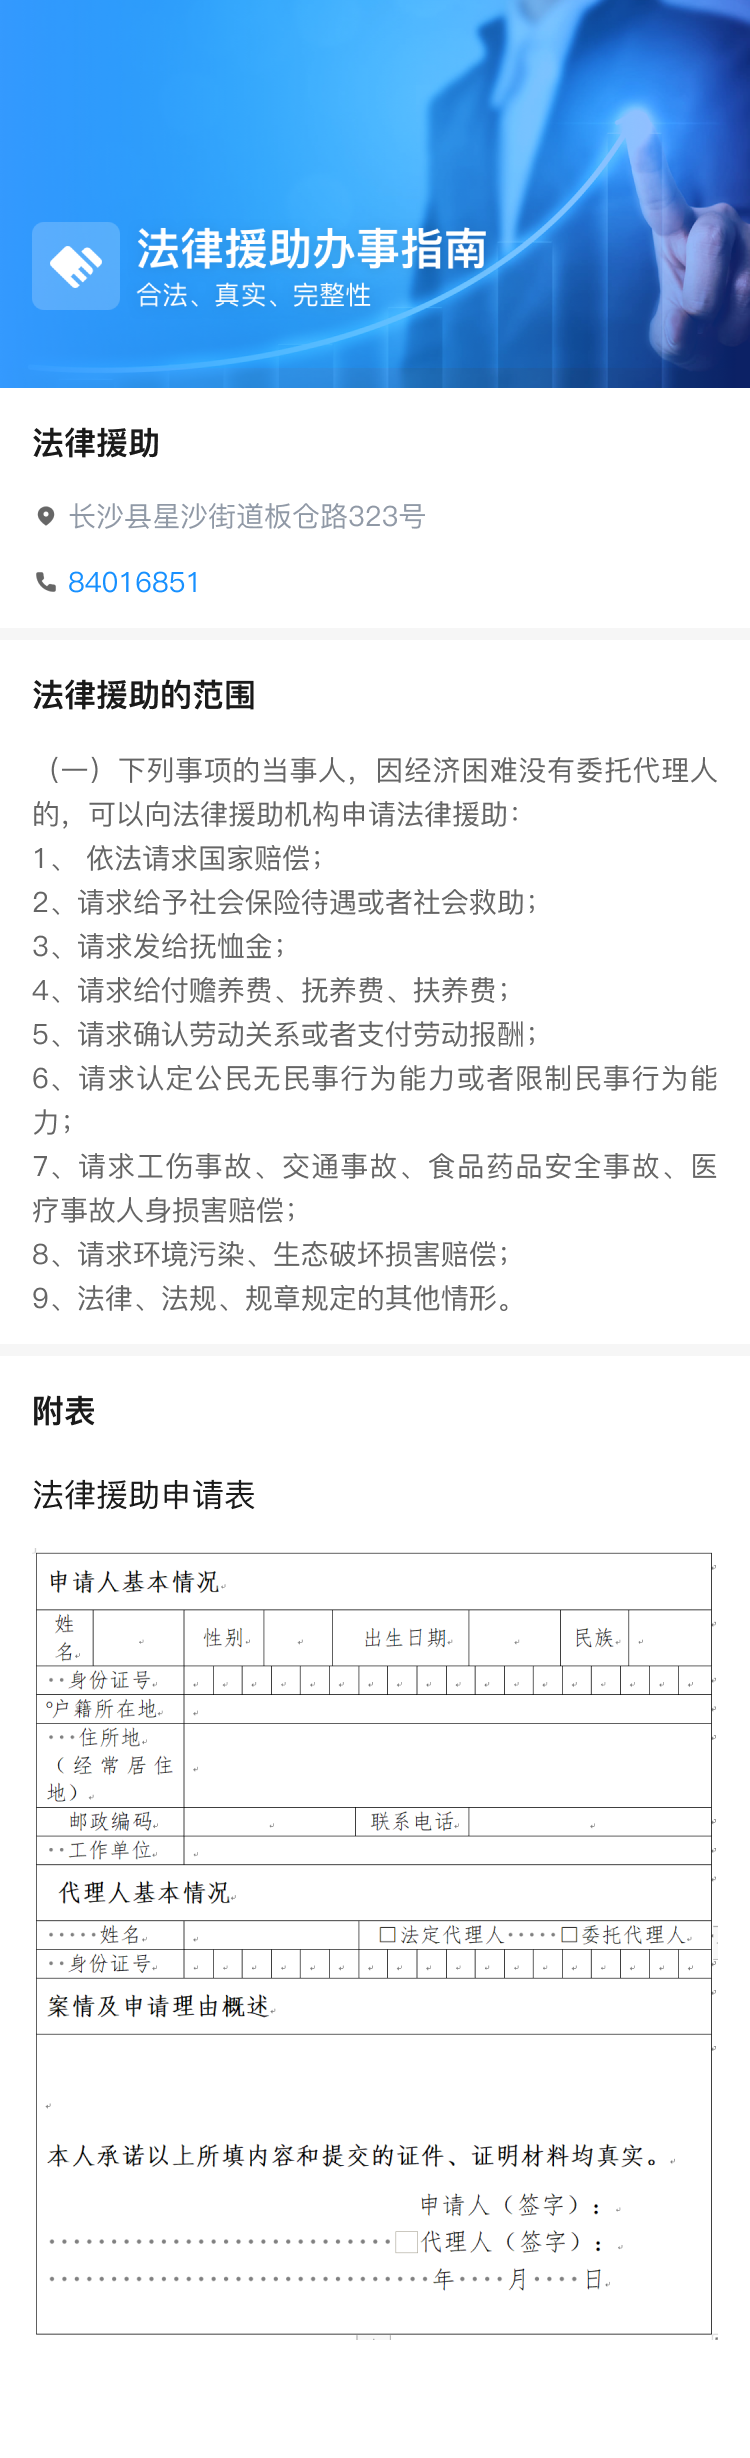 法律援助办事指南
合法、真实、完整性
法律援助
长沙县星沙街道板仓路323号
84016851
法律援助的范围
（一）下列事项的当事人，因经济困难没有委托代理人
的，可以向法律援助机构申请法律援助：
1、 依法请求国家赔偿；
2、请求给予社会保险待遇或者社会救助；
3、请求发给抚恤金；
4、请求给付赡养费、抚养费、扶养费；
5、请求确认劳动关系或者支付劳动报酬；
6、请求认定公民无民事行为能力或者限制民事行为能
力；
7、请求工伤事故、交通事故、食品药品安全事故、医
疗事故人身损害赔偿；
8、请求环境污染、生态破坏损害赔偿；
9、法律、法规、规章规定的其他情形。
附表
法律援助申请表
申请人基本情况
姓名 性别 出生日期 民族
身份证号
户籍所在地
住所地
（经常居住
地）
邮政编码 联系电话
工作单位
代理人基本情况
姓名 □法定代理人 □委托代理人
身份证号
案情及申请理由概述
本人承诺以上所填内容和提交的证件、证明材料均真实。
申请人（签字）：
代理人（签字）：
年 月 日